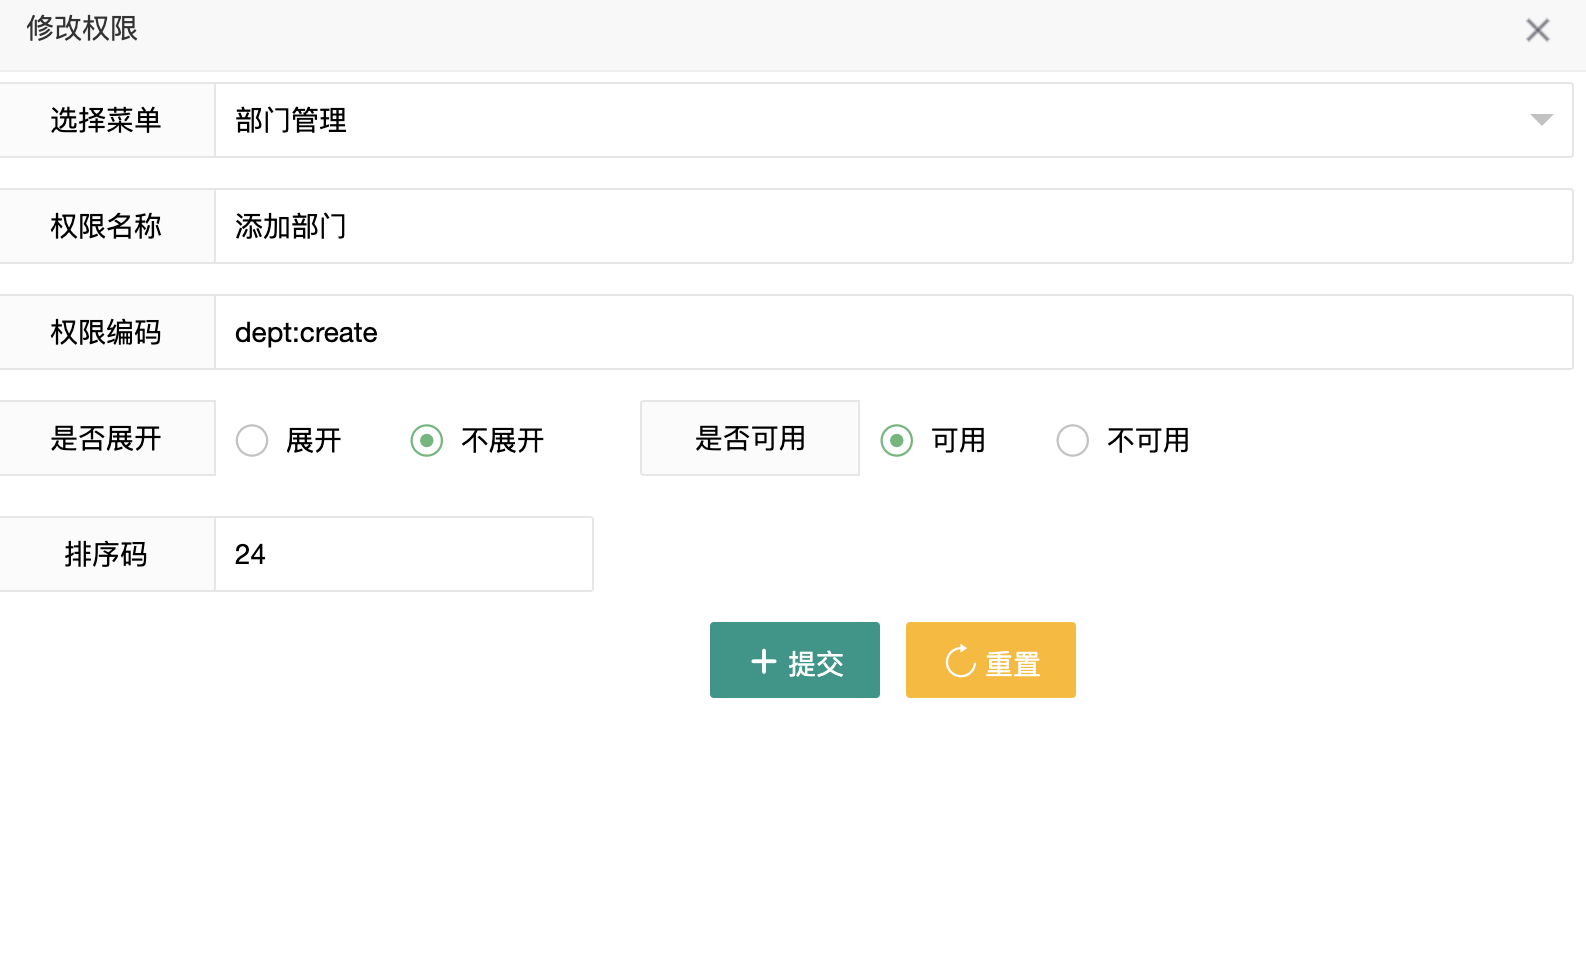 修改权限
选择菜单 部门管理
权限名称 添加部门
权限编码 dept:create
是否展开 展开 不展开 是否可用 可用 不可用
排序码 24
提交 重置